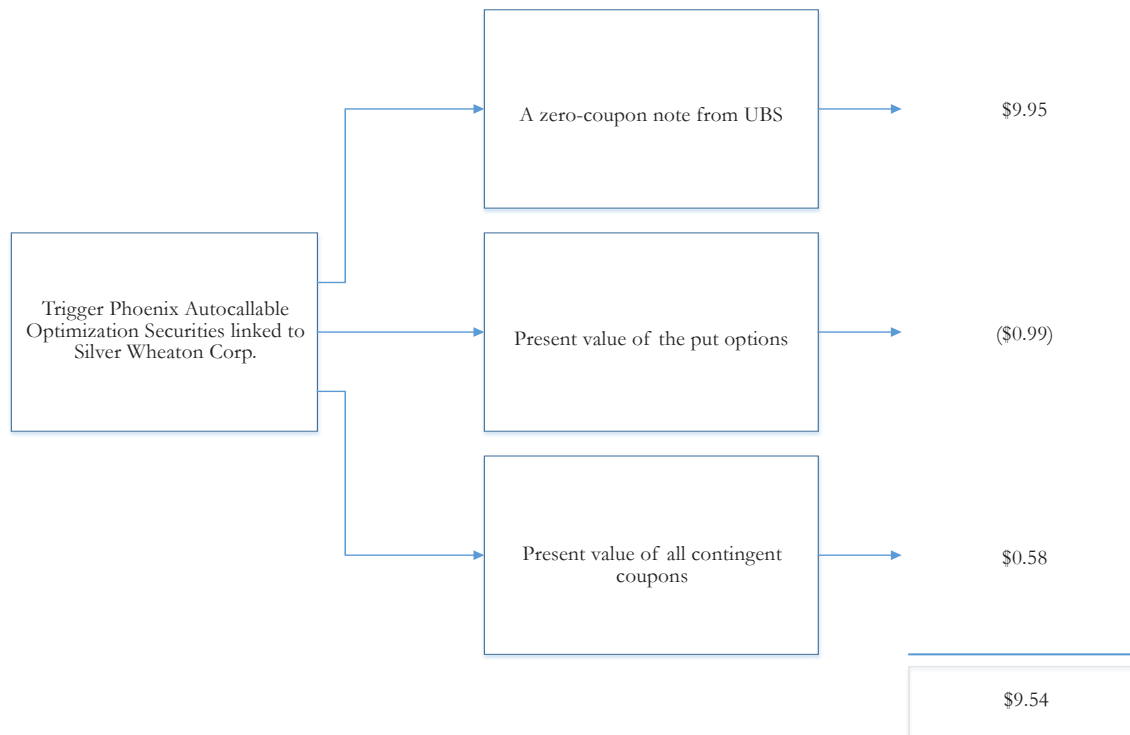 A zero-coupon note from UBS
$9.95
Trigger Phoenix Autocallable
Optimization Securities linked to
Silver Wheaton Corp.
Present value of the put options
($0.99)
Present value of all contingent
coupons
$0.58
$9.54